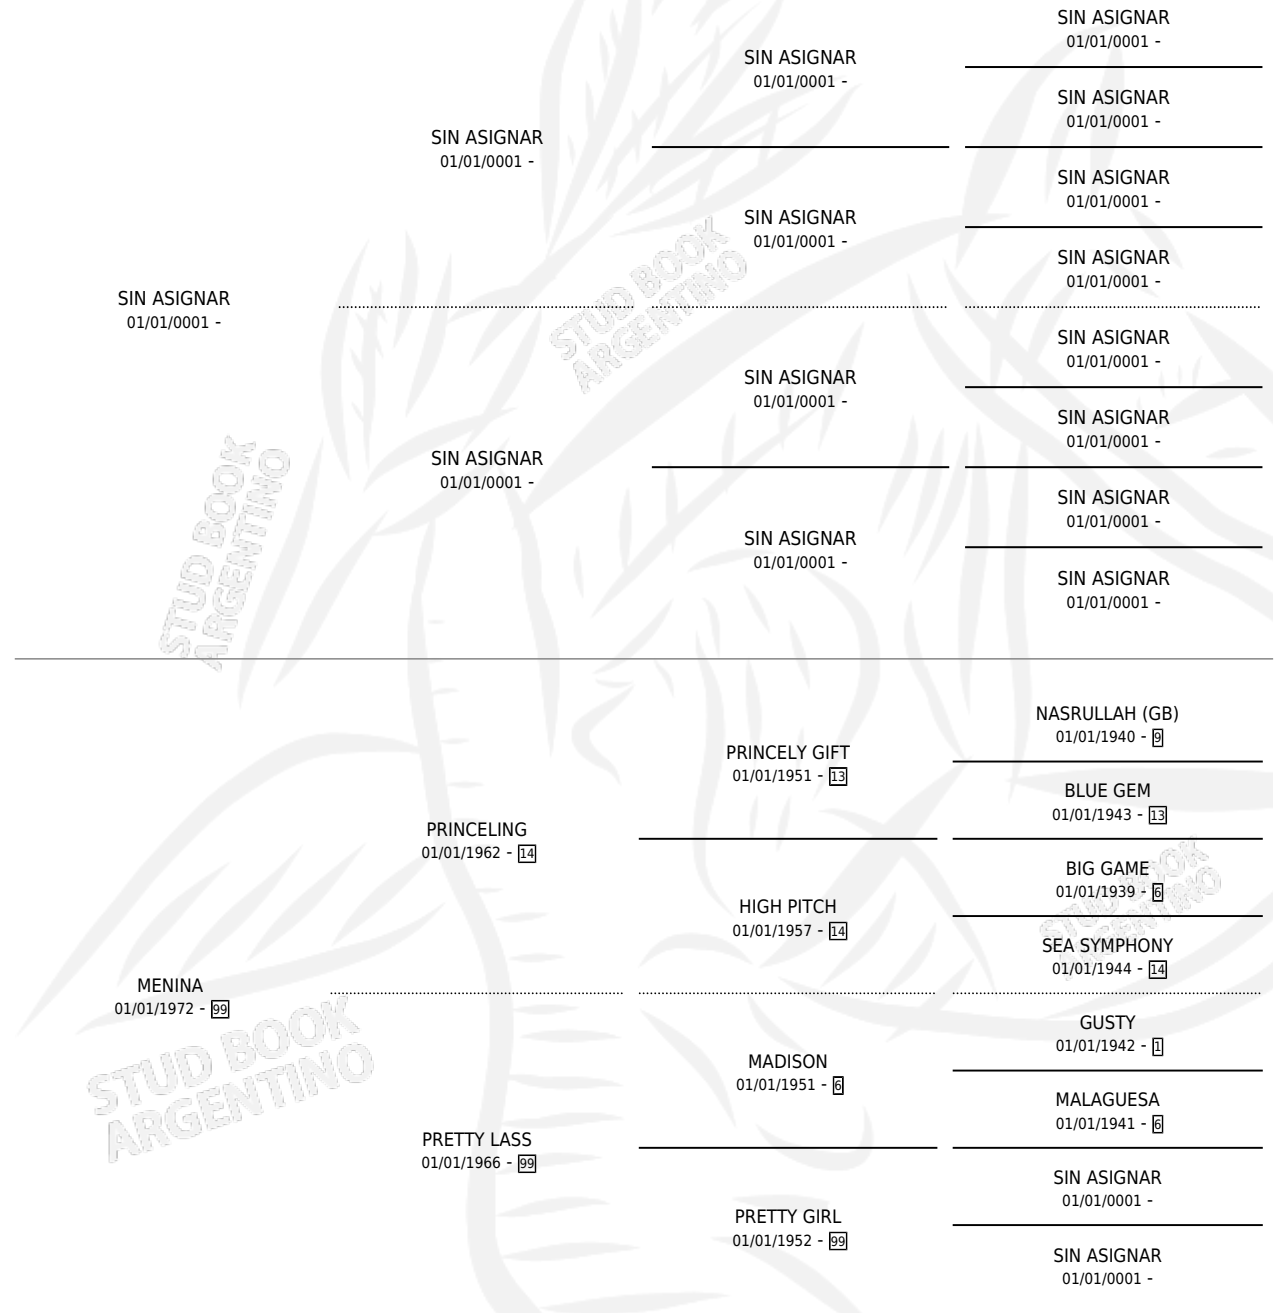 SIN ASIGNAR
01/01/0001 -
SIN ASIGNAR
01/01/0001 -
SIN ASIGNAR
01/01/0001 -
SIN ASIGNAR
01/01/0001 -
SIN ASIGNAR
01/01/0001 -
SIN ASIGNAR
01/01/0001 -
SIN ASIGNAR
01/01/0001 -
SIN ASIGNAR
01/01/0001 -
SIN ASIGNAR
01/01/0001 -
SIN ASIGNAR
01/01/0001 -
SIN ASIGNAR
01/01/0001 -
SIN ASIGNAR
01/01/0001 -
SIN ASIGNAR
01/01/0001 -
SIN ASIGNAR
01/01/0001 -
SIN ASIGNAR
01/01/0001 -
STUD BOOK
ARGENTINO
STUD BOOK
ARGENTINO
NASRULLAH (GB)
01/01/1940 - 9
PRINCELY GIFT
01/01/1951 - 13
BLUE GEM
01/01/1943 - 13
PRINCELING
01/01/1962 - 14
BIG GAME
01/01/1939 - 6
HIGH PITCH
01/01/1957 - 14
SEA SYMPHONY
01/01/1944 - 14
MENINA
01/01/1972 - 99
GUSTY
01/01/1942 - 1
MADISON
01/01/1951 - 6
MALAGUESA
01/01/1941 - 6
PRETTY LASS
01/01/1966 - 99
SIN ASIGNAR
01/01/0001 -
PRETTY GIRL
01/01/1952 - 99
SIN ASIGNAR
01/01/0001 -
STUD BOOK
ARGENTINO
STUD BOOK
ARGENTINO